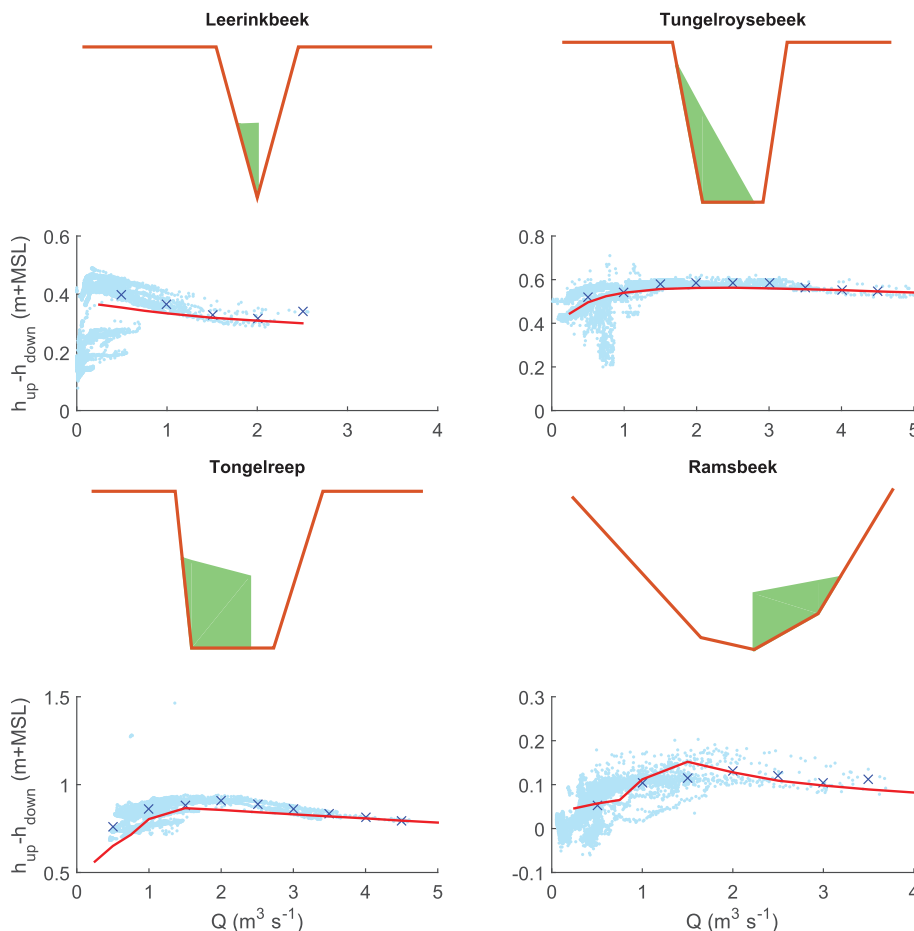 Leerinkbeek
Tungelroysebeek
h_up-h_down (m+MSL)
0.6
0.4
0.2
0
0 1 2 3 4
0.8
0.6
0.4
0.2
0
0 1 2 3 4 5
Tongelreep
Ramsbeek
h_up-h_down (m+MSL)
1.5
1
0.5
0 1 2 3 4 5
Q (m³ s⁻¹)
0.3
0.2
0.1
0
-0.1
0 1 2 3 4
Q (m³ s⁻¹)